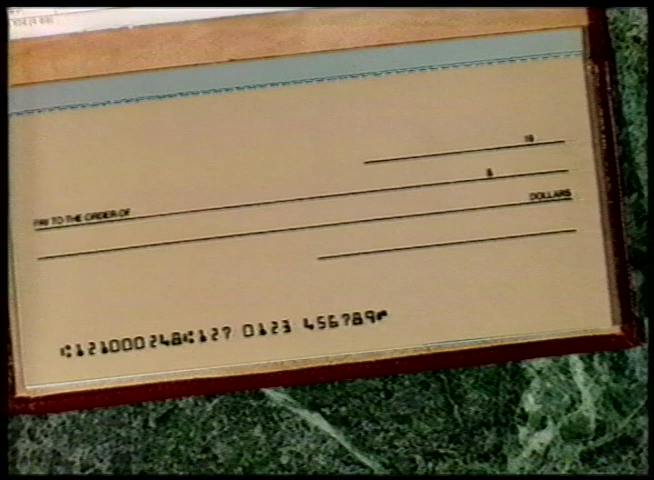 19
$
PAY TO THE ORDER OF
DOLLARS
⑆121000248⑆127 0123 456789⑈